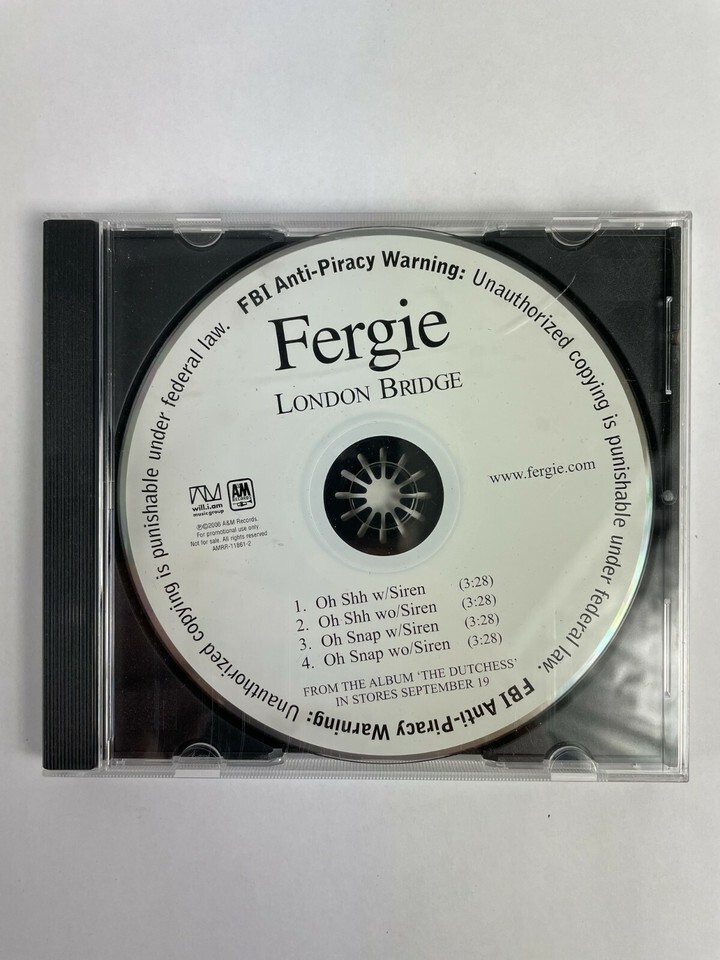 FBI Anti-Piracy Warning: Unauthorized copying is punishable under federal law.
FBI Anti-Piracy Warning: Unauthorized copying is punishable under federal law.
Fergie
LONDON BRIDGE
www.fergie.com
will.i.am
musicgroup
A&M
RECORDS
℗©2006 A&M Records.
For promotional use only.
Not for sale. All rights reserved.
AMRR-11861-2
1. Oh Shh w/Siren (3:28)
2. Oh Shh wo/Siren (3:28)
3. Oh Snap w/Siren (3:28)
4. Oh Snap wo/Siren (3:28)
FROM THE ALBUM 'THE DUTCHESS'
IN STORES SEPTEMBER 19